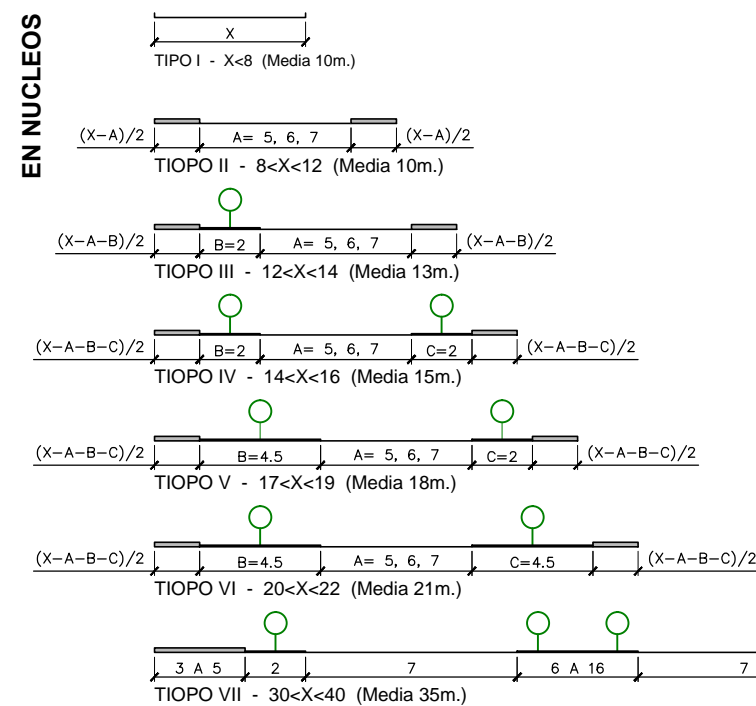 EN NUCLEOS
X
TIPO I - X<8 (Media 10m.)
(X-A)/2 A= 5, 6, 7 (X-A)/2
TIOPO II - 8<X<12 (Media 10m.)
(X-A-B)/2 B=2 A= 5, 6, 7 (X-A-B)/2
TIOPO III - 12<X<14 (Media 13m.)
(X-A-B-C)/2 B=2 A= 5, 6, 7 C=2 (X-A-B-C)/2
TIOPO IV - 14<X<16 (Media 15m.)
(X-A-B-C)/2 B=4.5 A= 5, 6, 7 C=2 (X-A-B-C)/2
TIOPO V - 17<X<19 (Media 18m.)
(X-A-B-C)/2 B=4.5 A= 5, 6, 7 C=4.5 (X-A-B-C)/2
TIOPO VI - 20<X<22 (Media 21m.)
3 A 5 2 7 6 A 16 7
TIOPO VII - 30<X<40 (Media 35m.)